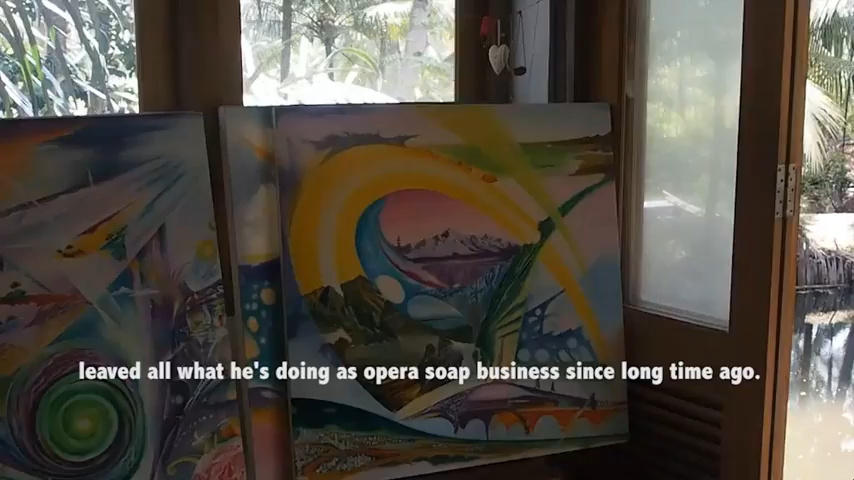 leaved all what he's doing as opera soap business since long time ago.